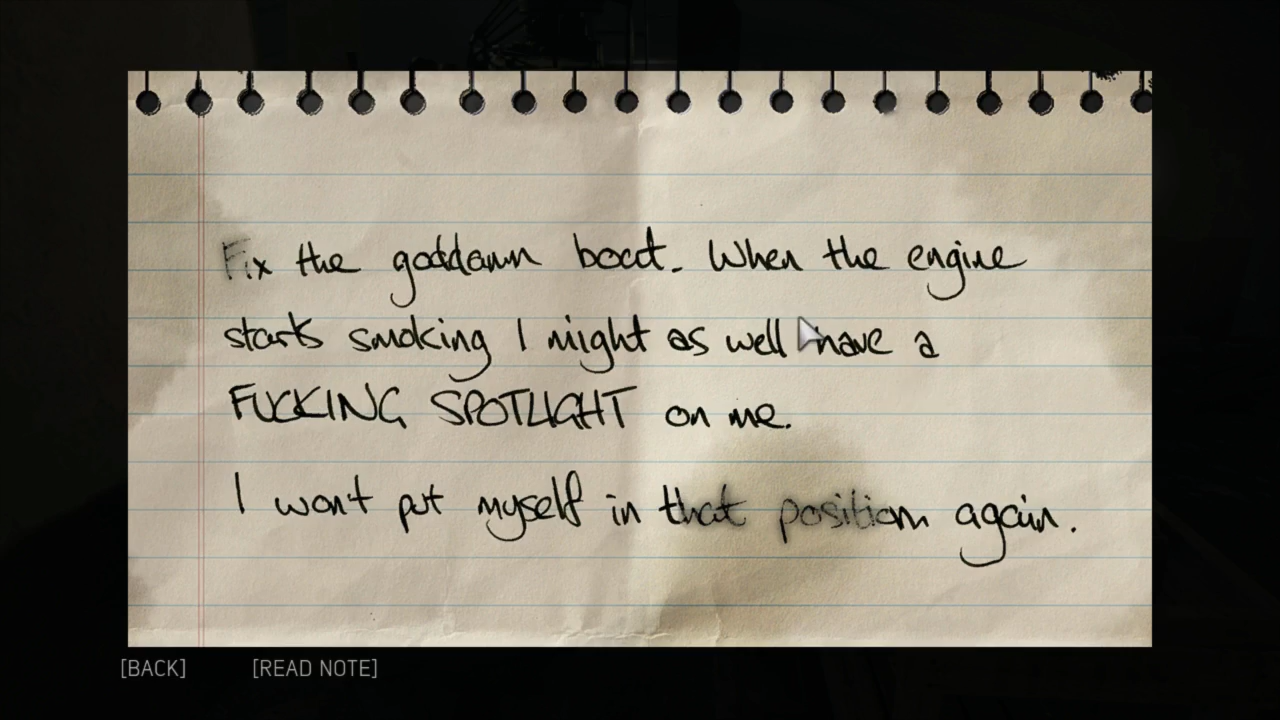 Fix the goddamn boat. When the engine
starts smoking I might as well have a
FUCKING SPOTLIGHT on me.
I wont put myself in that position again.
[BACK] [READ NOTE]